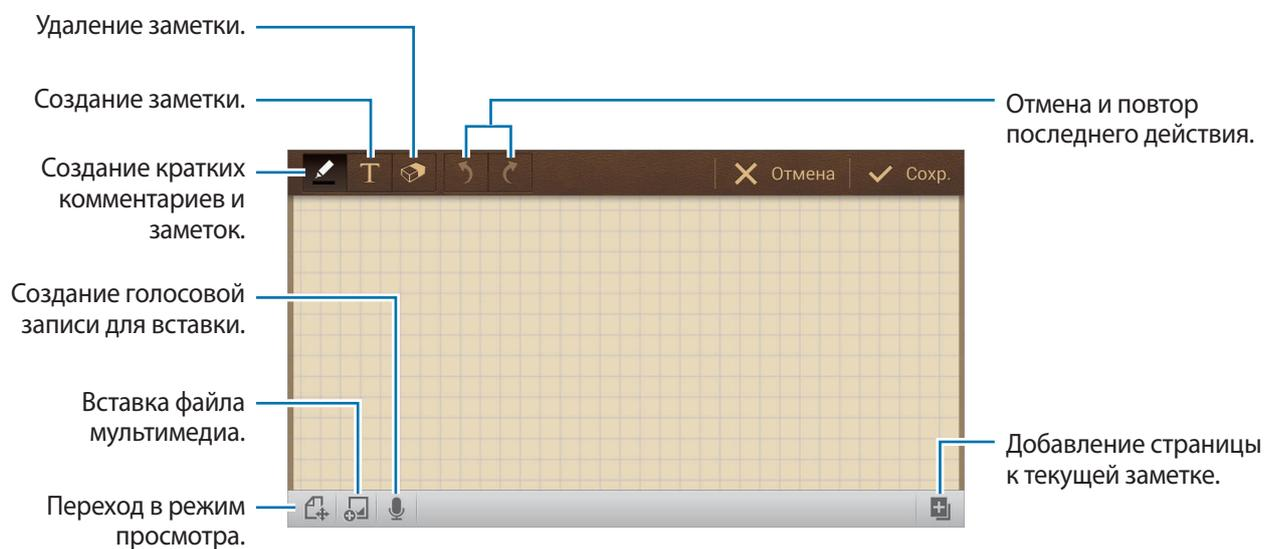 Удаление заметки.
Создание заметки.
Создание кратких
комментариев и
заметок.
Создание голосовой
записи для вставки.
Вставка файла
мультимедиа.
Переход в режим
просмотра.
T
Отмена
Сохр.
Отмена и повтор
последнего действия.
Добавление страницы
к текущей заметке.